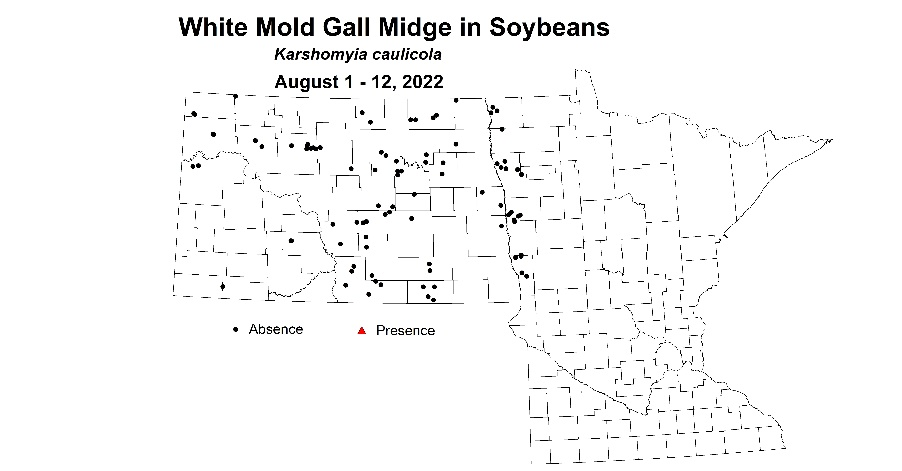 White Mold Gall Midge in Soybeans
Karshomyia caulicola
August 1 - 12, 2022
Absence
Presence